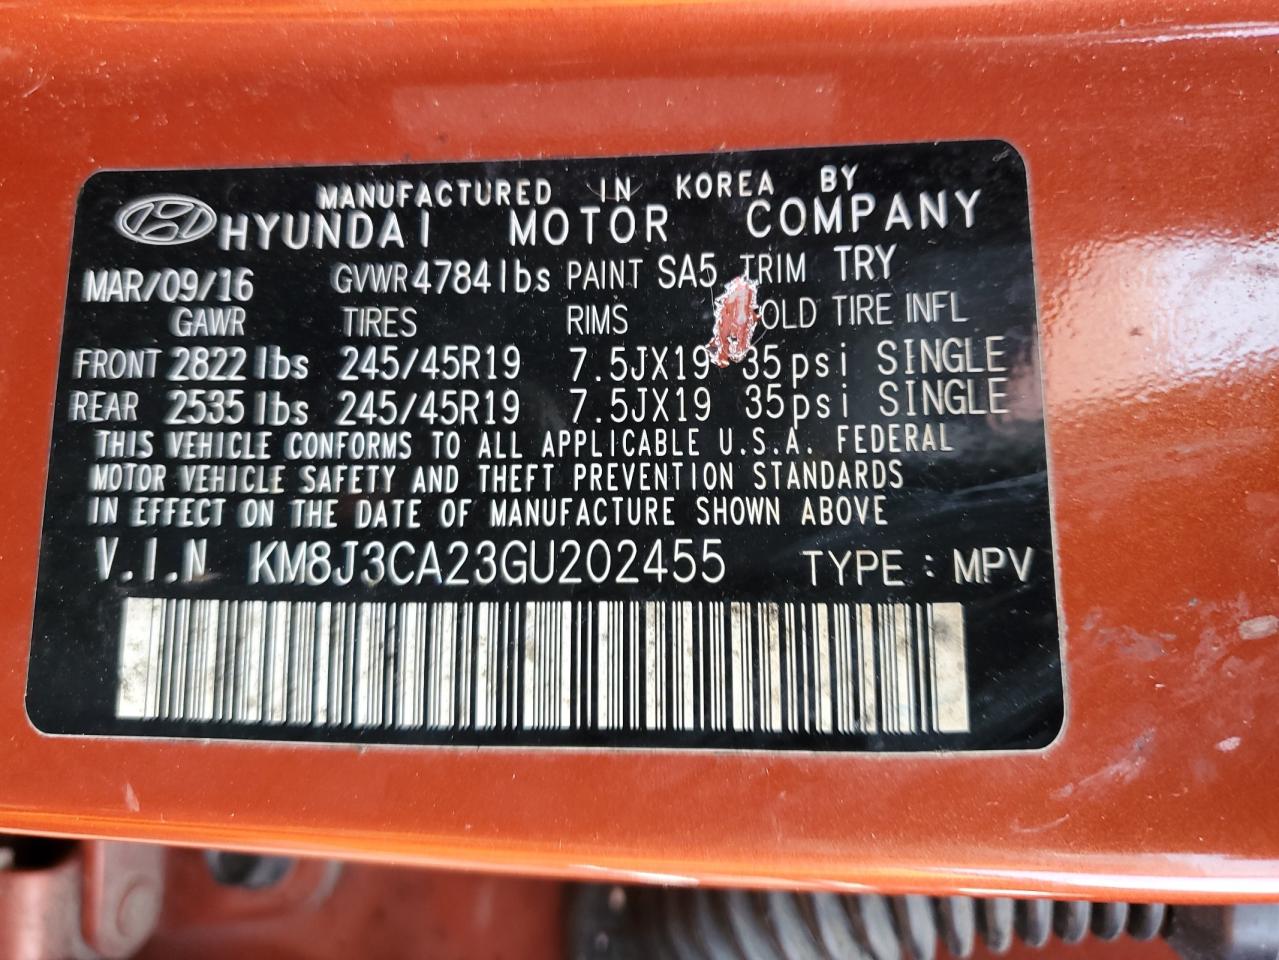 MANUFACTURED IN KOREA BY
HYUNDAI MOTOR COMPANY
MAR/09/16 GVWR 4784 lbs PAINT SA5 TRIM TRY
GAWR TIRES RIMS OLD TIRE INFL
FRONT 2822 lbs 245/45R19 7.5JX19 35psi SINGLE
REAR 2535 lbs 245/45R19 7.5JX19 35psi SINGLE
THIS VEHICLE CONFORMS TO ALL APPLICABLE U.S.A. FEDERAL
MOTOR VEHICLE SAFETY AND THEFT PREVENTION STANDARDS
IN EFFECT ON THE DATE OF MANUFACTURE SHOWN ABOVE
V.I.N KM8J3CA23GU202455 TYPE : MPV